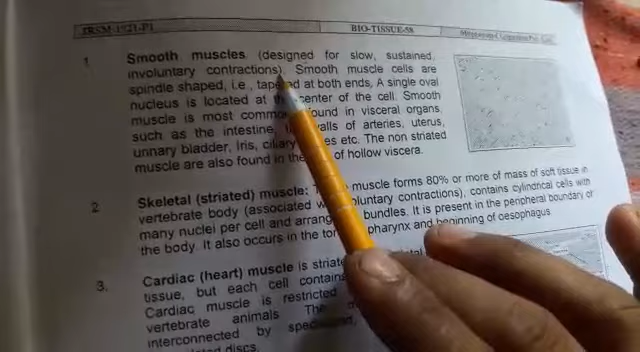 JRSM-1921-P1 BIO-TISSUE-58
1. Smooth muscles (designed for slow, sustained,
involuntary contractions). Smooth muscle cells are
spindle shaped, i.e., tapered at both ends, A single oval
nucleus is located at the center of the cell. Smooth
muscle is most found in visceral organs,
such as the intestine, walls of arteries, uterus,
urinary bladder, Iris, ciliary etc. The non striated
muscle are also found in the of hollow viscera.
2. Skeletal (striated) muscle: muscle forms 80% or more of mass of soft tissue in
vertebrate body (associated contractions), contains cylindrical cells with
many nuclei per cell and bundles. It is present in the peripheral boundary of
the body. It also occurs in the pharynx and beginning of oesophagus
3. Cardiac (heart) muscle is
tissue, but each cell
Cardiac muscle is restricted
vertebrate animals.
interconnected by
discs.